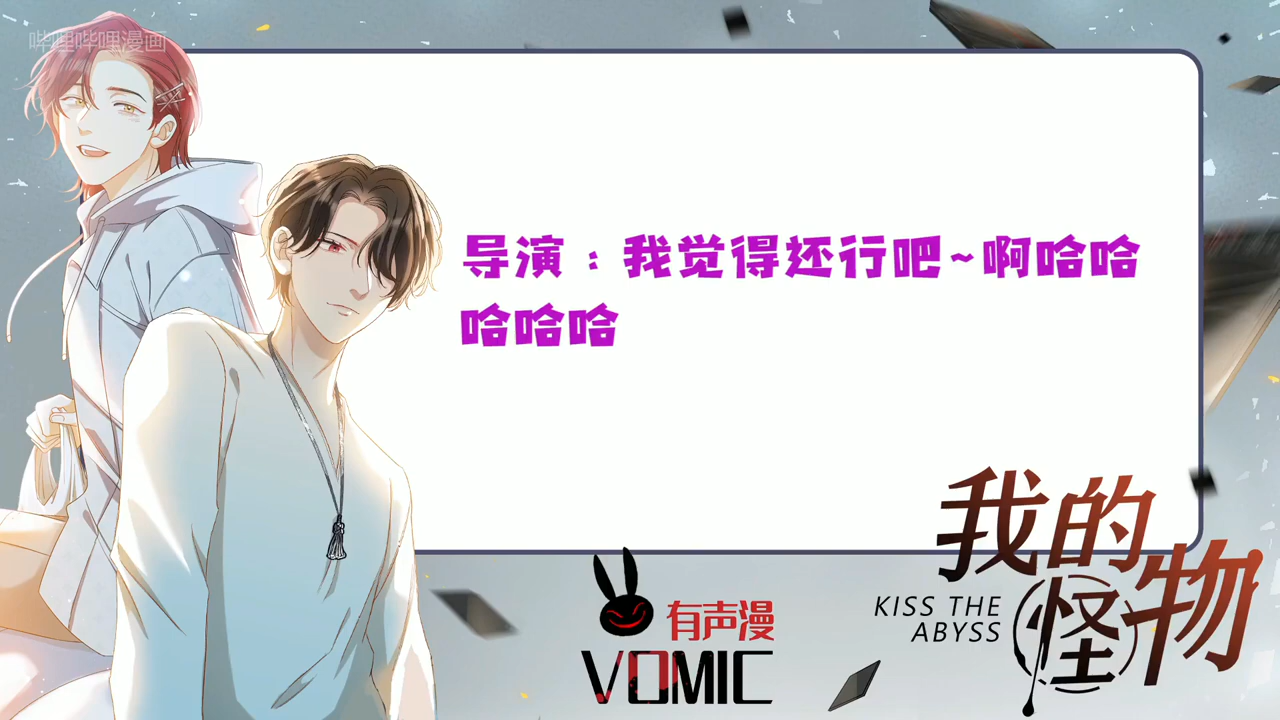 哔哩哔哩漫画
导演：我觉得还行吧~啊哈哈
哈哈哈
我的
怪物
KISS THE
ABYSS
有声漫
VOMIC